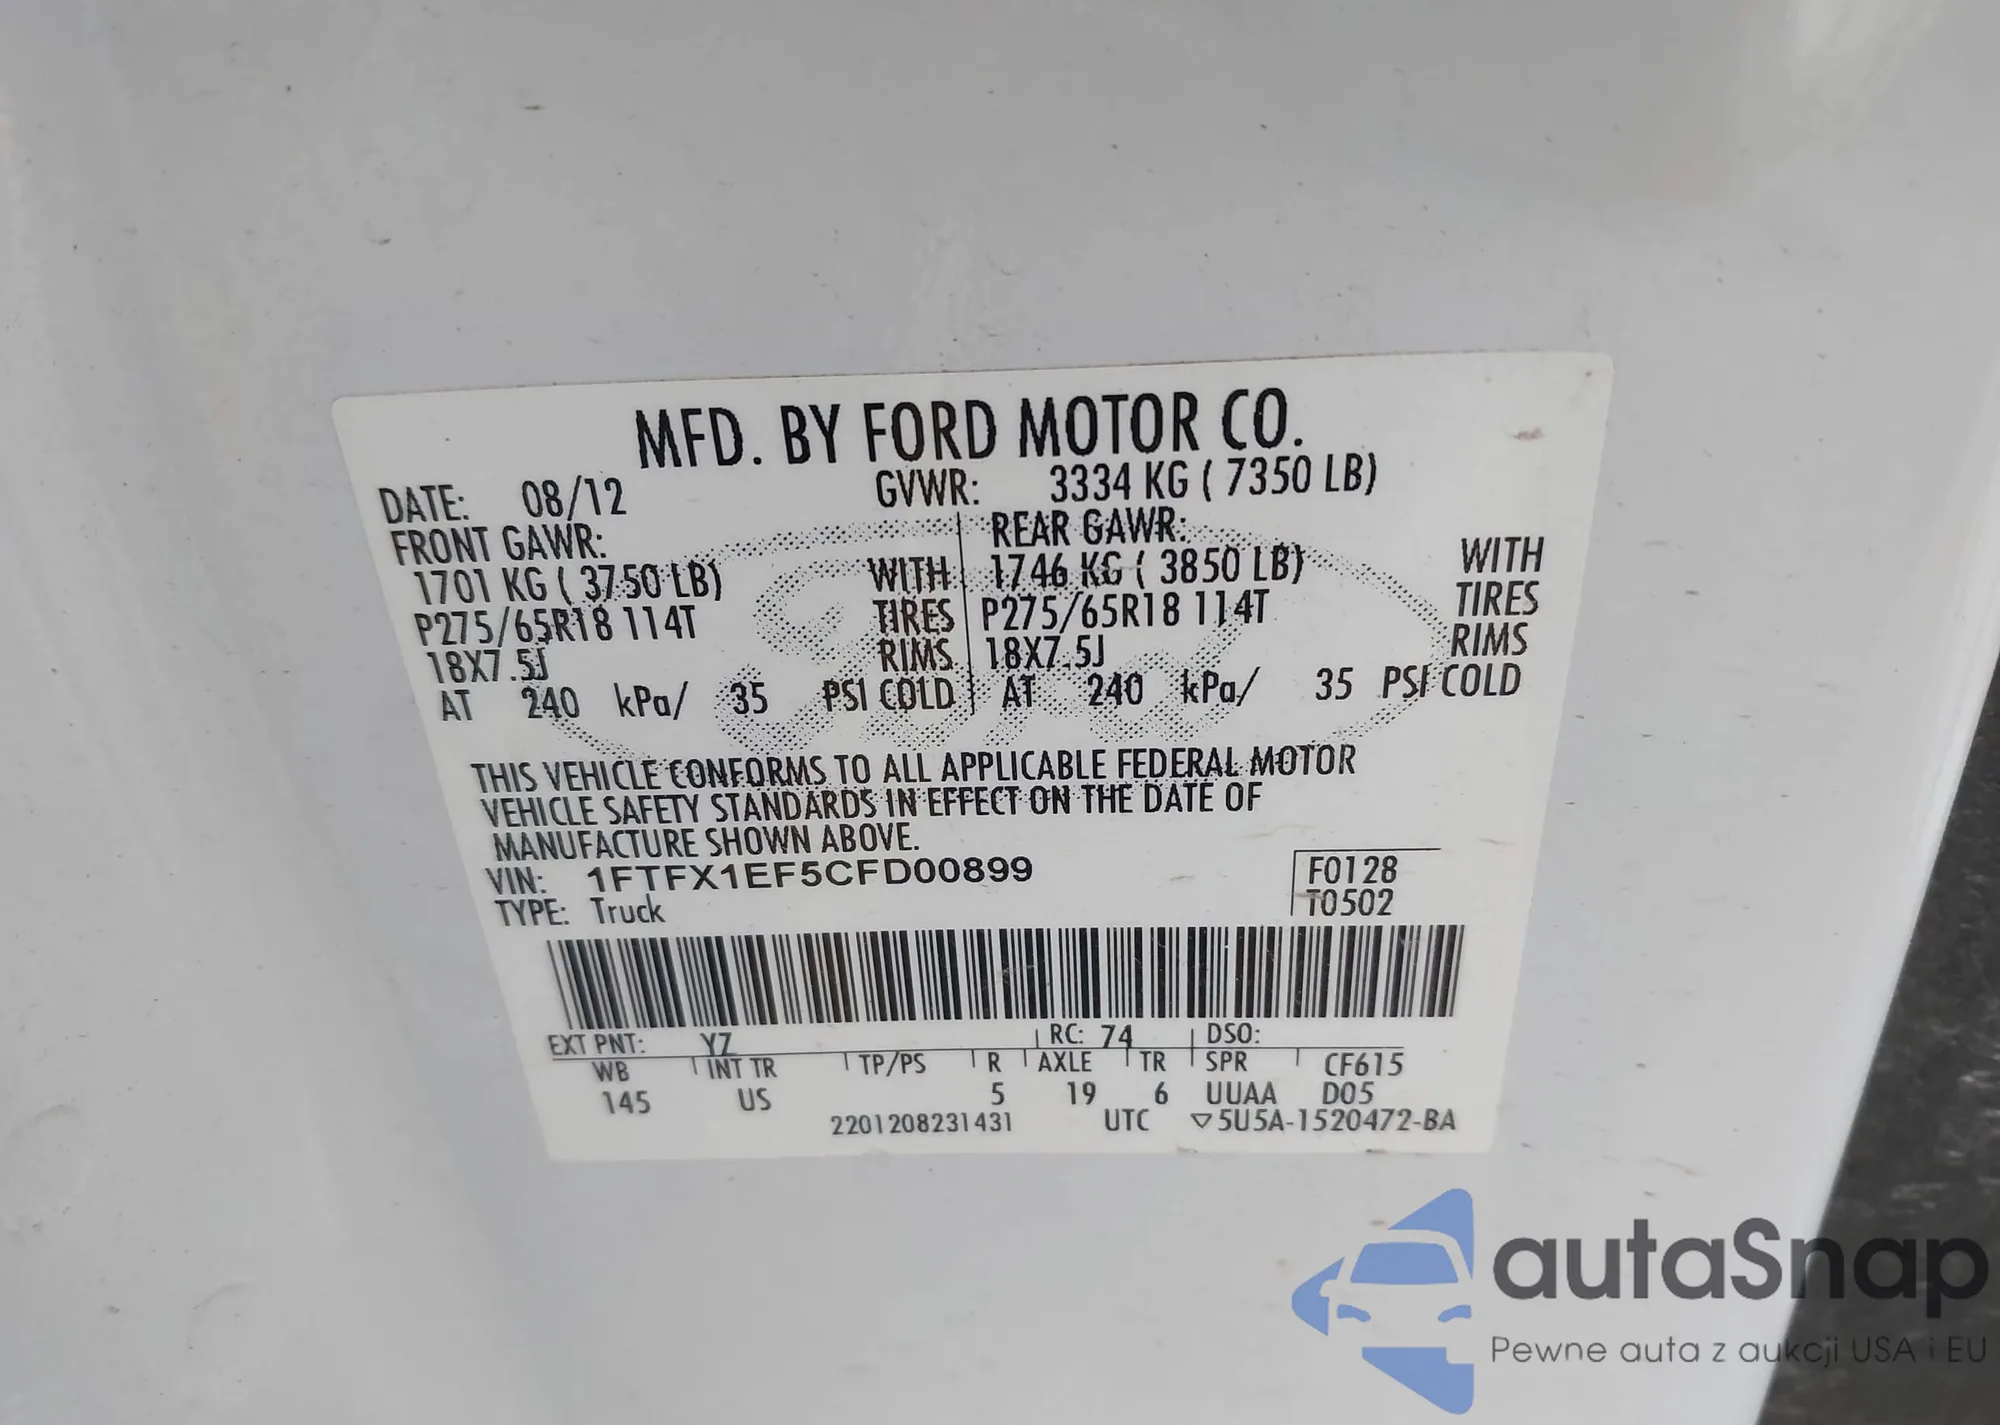 MFD. BY FORD MOTOR CO.
DATE: 08/12 GVWR: 3334 KG ( 7350 LB)
FRONT GAWR: REAR GAWR:
1701 KG ( 3750 LB) WITH 1746 KG ( 3850 LB) WITH
P275/65R18 114T TIRES P275/65R18 114T TIRES
18X7.5J RIMS 18X7.5J RIMS
AT 240 kPa/ 35 PSI COLD AT 240 kPa/ 35 PSI COLD
THIS VEHICLE CONFORMS TO ALL APPLICABLE FEDERAL MOTOR
VEHICLE SAFETY STANDARDS IN EFFECT ON THE DATE OF
MANUFACTURE SHOWN ABOVE.
VIN: 1FTFX1EF5CFD00899 F0128
TYPE: Truck T0502
EXT PNT: YZ RC: 74 DSO:
WB INT TR TP/PS R AXLE TR SPR CF615
145 US 5 19 6 UUAA D05
2201208231431 UTC ▽5U5A-1520472-BA
autaSnap
Pewne auta z aukcji USA i EU